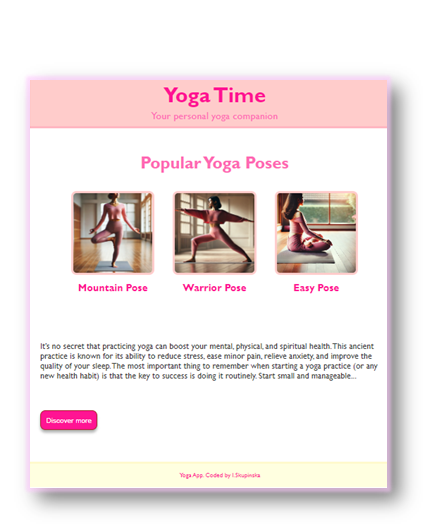 Yoga Time
Your personal yoga companion
Popular Yoga Poses
Mountain Pose
Warrior Pose
Easy Pose
It's no secret that practicing yoga can boost your mental, physical, and spiritual health. This ancient
practice is known for its ability to reduce stress, ease minor pain, relieve anxiety, and improve the
quality of your sleep. The most important thing to remember when starting a yoga practice (or any
new health habit) is that the key to success is doing it routinely. Start small and manageable...
Discover more
Yoga App. Coded by I. Skupinska